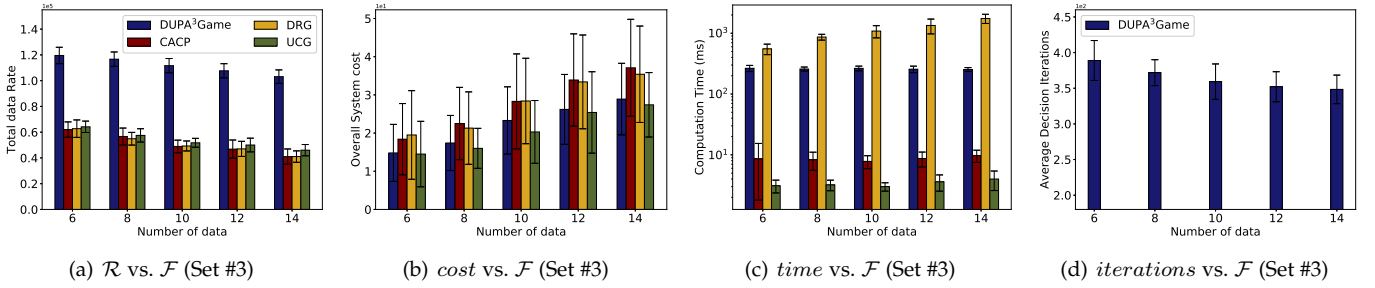 1e5
Total data Rate
1.4
1.2
1.0
0.8
0.6
0.4
0.2
0.0
DUPA³Game
CACP
DRG
UCG
6 8 10 12 14
Number of data
(a) R vs. F (Set #3)
1e1
Overall System cost
5
4
3
2
1
0
6 8 10 12 14
Number of data
(b) cost vs. F (Set #3)
Computation Time (ms)
10³
10²
10¹
6 8 10 12 14
Number of data
(c) time vs. F (Set #3)
1e2
Average Decision Iterations
4.5
4.0
3.5
3.0
2.5
2.0
DUPA³Game
6 8 10 12 14
Number of data
(d) iterations vs. F (Set #3)